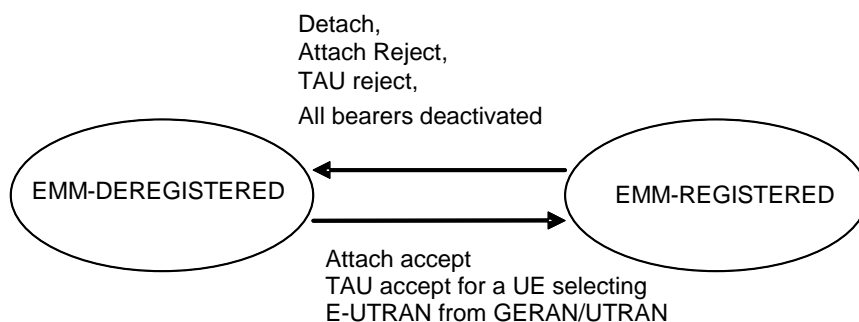 Detach,
Attach Reject,
TAU reject,
All bearers deactivated
EMM-DEREGISTERED
EMM-REGISTERED
Attach accept
TAU accept for a UE selecting
E-UTRAN from GERAN/UTRAN